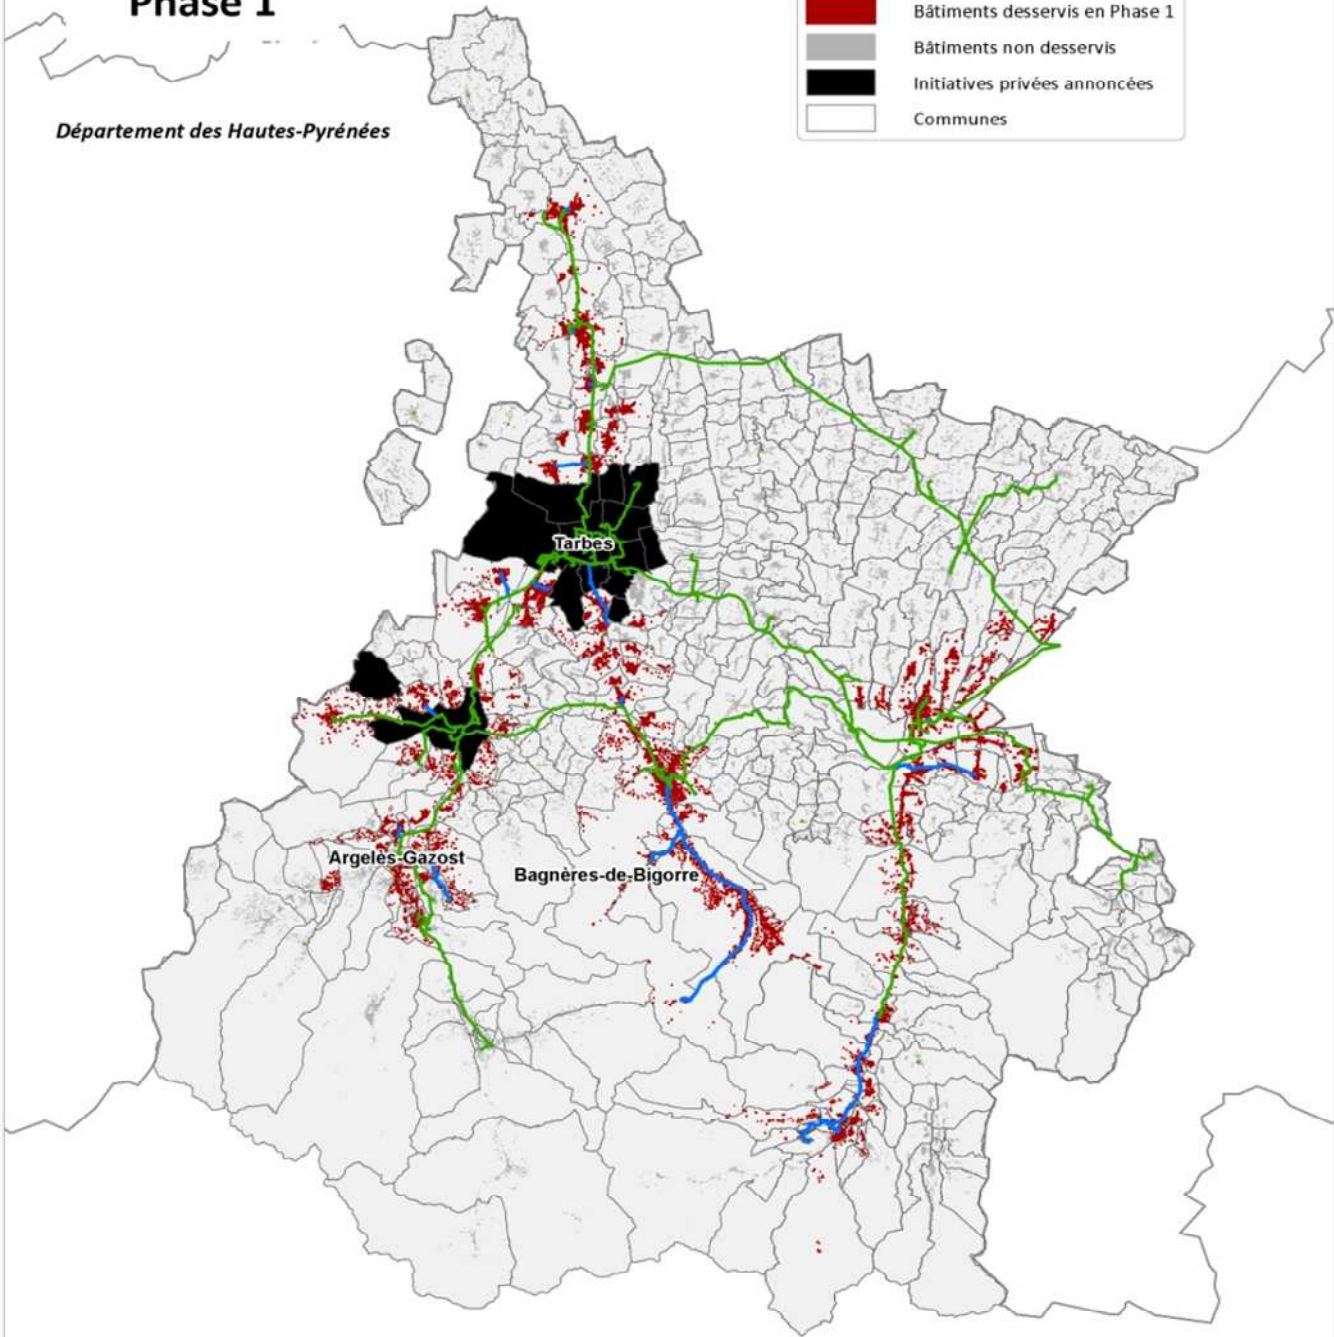 Phase 1
Bâtiments desservis en Phase 1
Bâtiments non desservis
Initiatives privées annoncées
Communes
Département des Hautes-Pyrénées
Tarbes
Argelès-Gazost
Bagnères-de-Bigorre